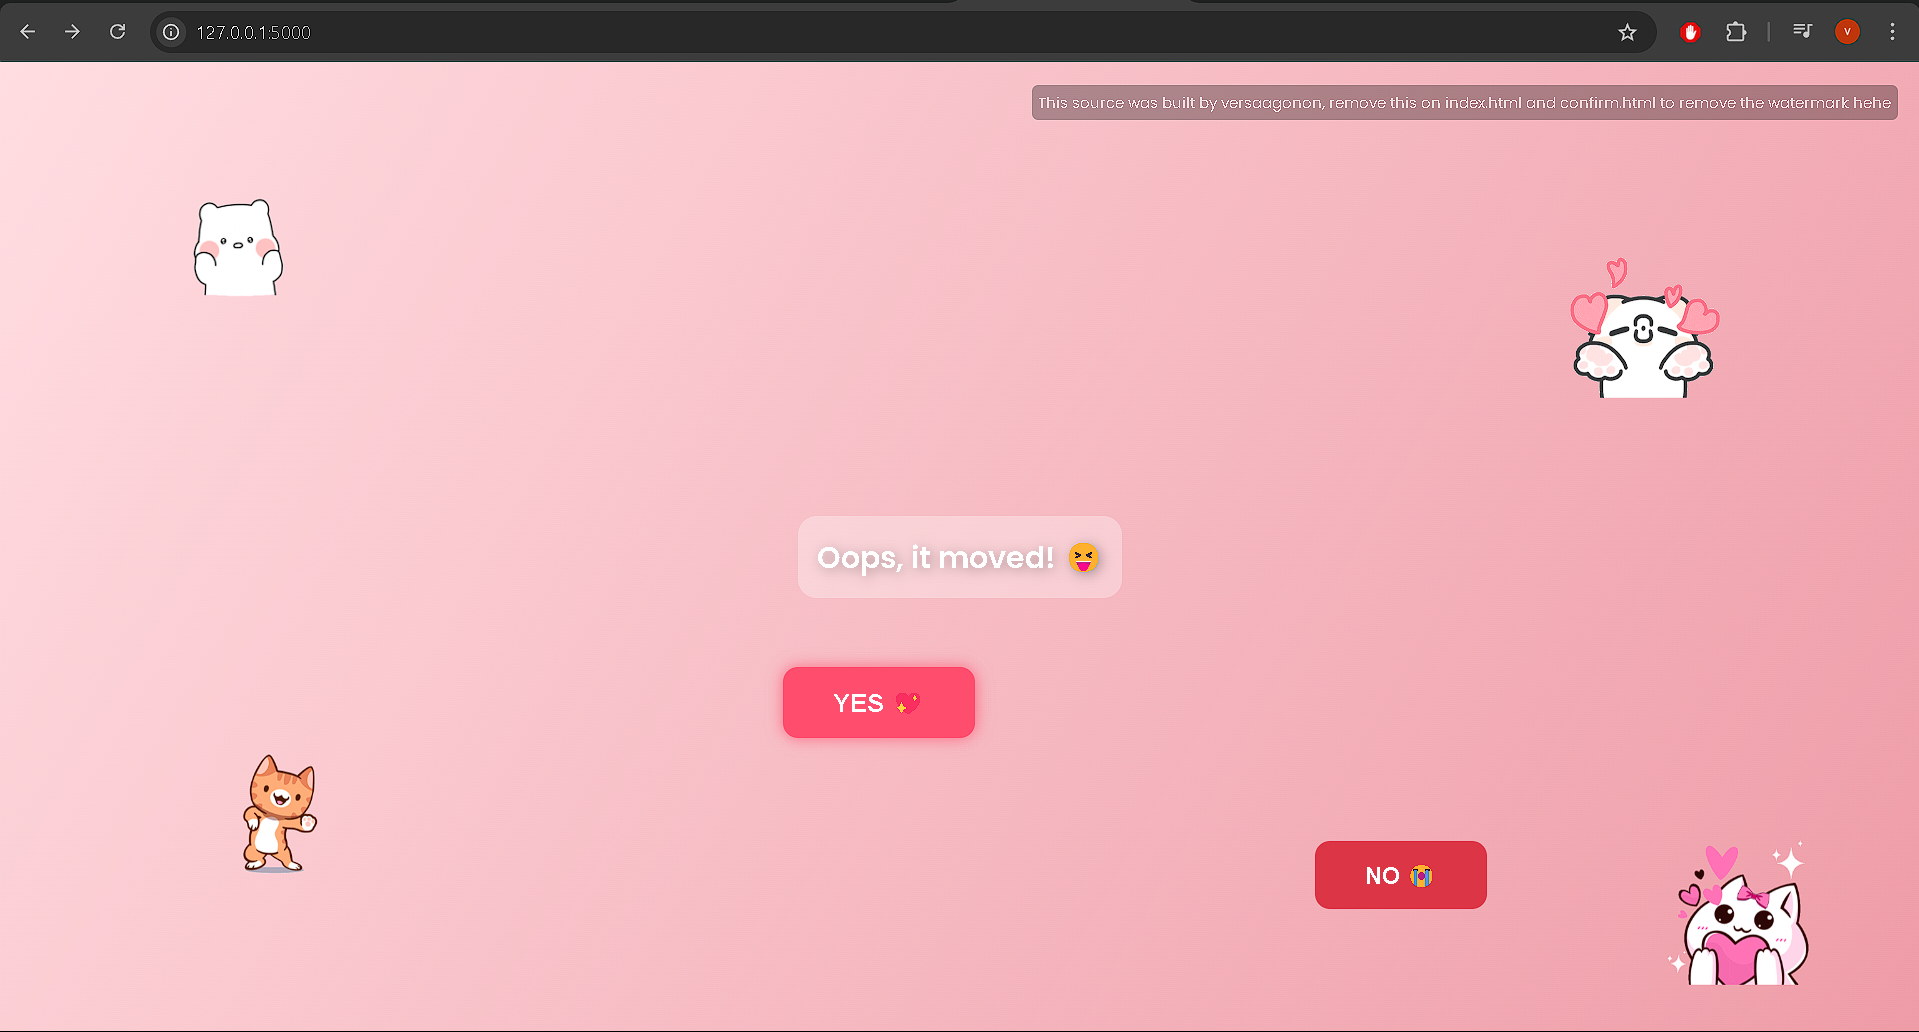 127.0.0.1:5000
V
This source was built by versaagonon, remove this on index.html and confirm.html to remove the watermark hehe
Oops, it moved! 😝
YES 💖
NO 😭